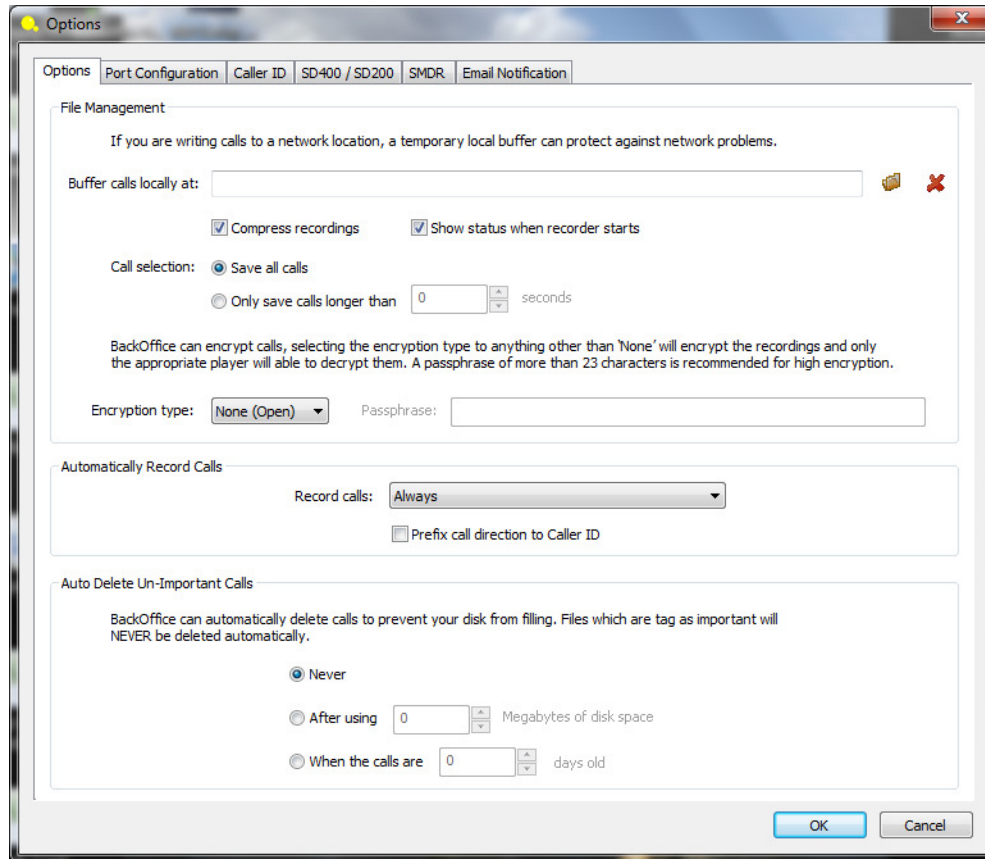 Options
Options Port Configuration Caller ID SD400 / SD200 SMDR Email Notification
File Management
If you are writing calls to a network location, a temporary local buffer can protect against network problems.
Buffer calls locally at:
Compress recordings Show status when recorder starts
Call selection: Save all calls
Only save calls longer than 0 seconds
BackOffice can encrypt calls, selecting the encryption type to anything other than 'None' will encrypt the recordings and only
the appropriate player will able to decrypt them. A passphrase of more than 23 characters is recommended for high encryption.
Encryption type: None (Open) Passphrase:
Automatically Record Calls
Record calls: Always
Prefix call direction to Caller ID
Auto Delete Un-Important Calls
BackOffice can automatically delete calls to prevent your disk from filling. Files which are tag as important will
NEVER be deleted automatically.
Never
After using 0 Megabytes of disk space
When the calls are 0 days old
OK Cancel